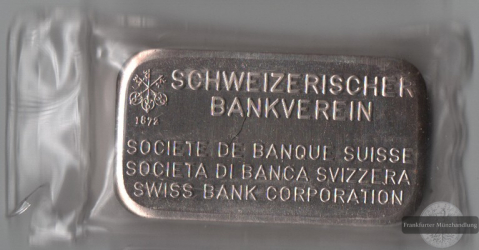 SCHWEIZERISCHER
BANKVEREIN
1872
SOCIETE DE BANQUE SUISSE
SOCIETA DI BANCA SVIZZERA
SWISS BANK CORPORATION
Frankfurter Münzhandlung